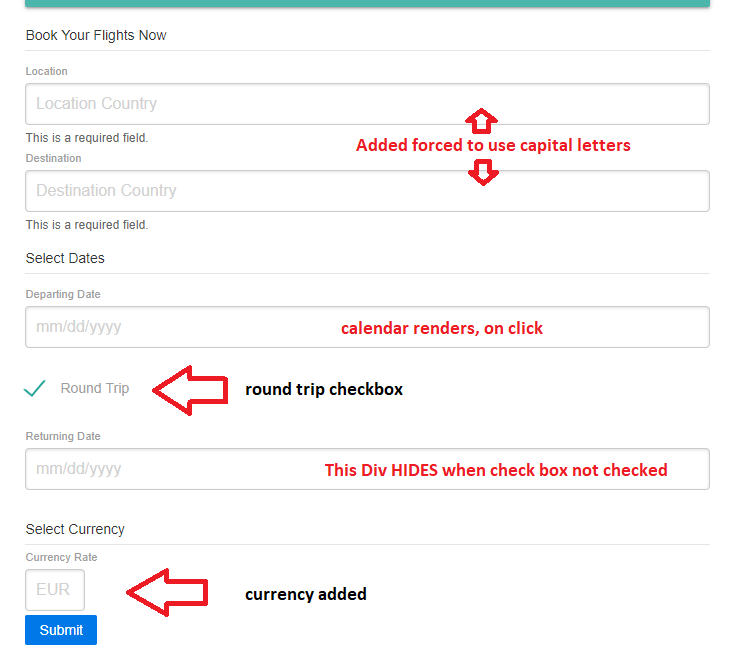 Book Your Flights Now
Location
Location Country
This is a required field.
Added forced to use capital letters
Destination
Destination Country
This is a required field.
Select Dates
Departing Date
mm/dd/yyyy calendar renders, on click
Round Trip round trip checkbox
Returning Date
mm/dd/yyyy This Div HIDES when check box not checked
Select Currency
Currency Rate
EUR currency added
Submit